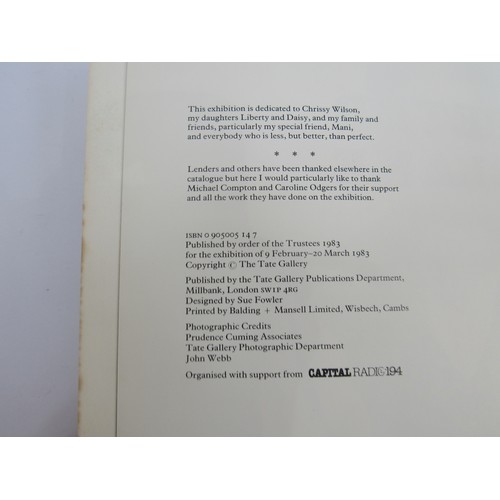 This exhibition is dedicated to Chrissy Wilson,
my daughters Liberty and Daisy, and my family and
friends, particularly my special friend, Mani,
and everybody who is less, but better, than perfect.
* * *
Lenders and others have been thanked elsewhere in the
catalogue but here I would particularly like to thank
Michael Compton and Caroline Odgers for their support
and all the work they have done on the exhibition.
ISBN 0 905005 14 7
Published by order of the Trustees 1983
for the exhibition of 9 February–20 March 1983
Copyright © The Tate Gallery
Published by the Tate Gallery Publications Department,
Millbank, London SW1P 4RG
Designed by Sue Fowler
Printed by Balding + Mansell Limited, Wisbech, Cambs
Photographic Credits
Prudence Cuming Associates
Tate Gallery Photographic Department
John Webb
Organised with support from CAPITAL RADIO 194